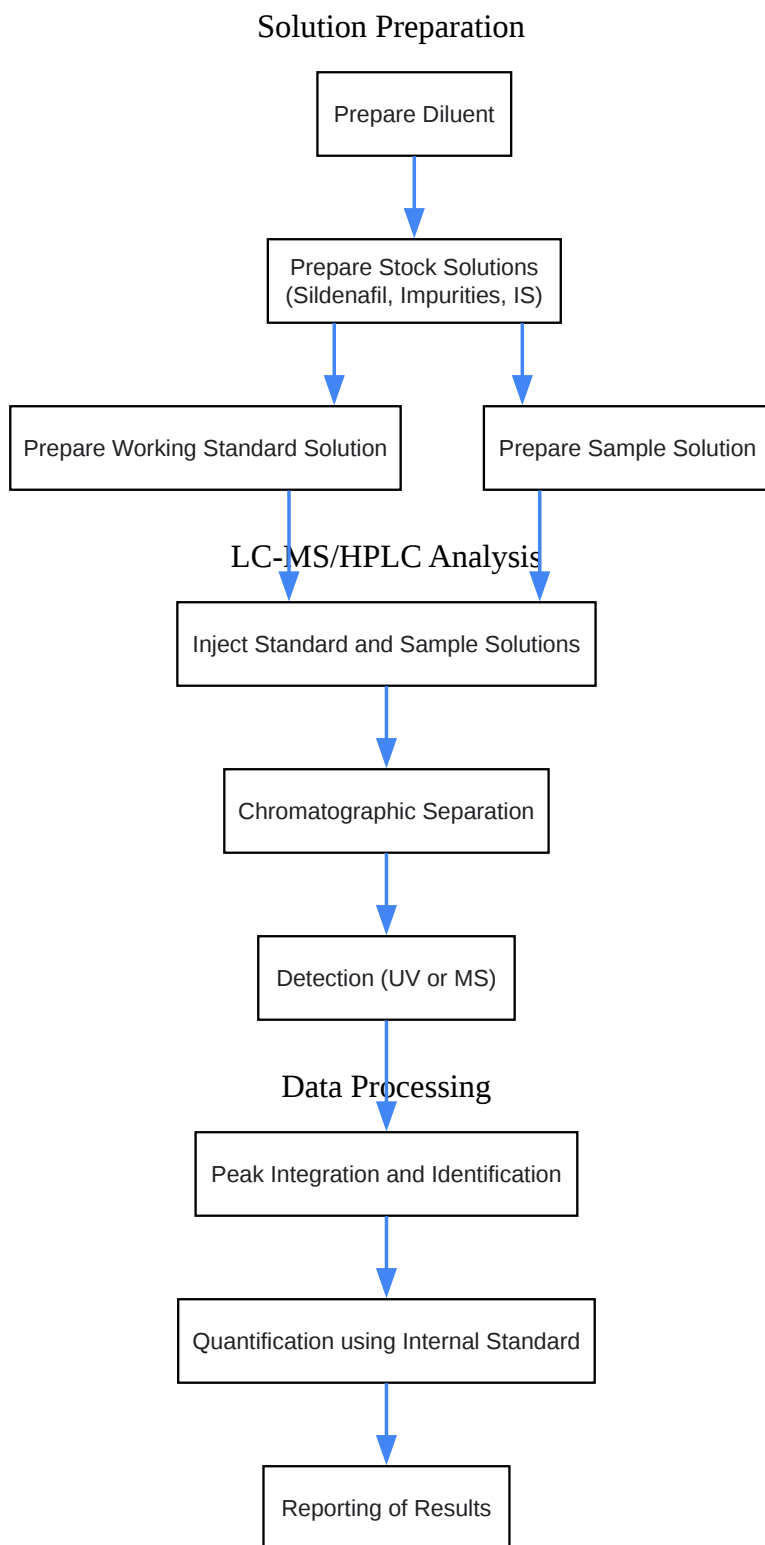 Solution Preparation
Prepare Diluent
Prepare Stock Solutions
(Sildenafil, Impurities, IS)
Prepare Working Standard Solution
Prepare Sample Solution
LC-MS/HPLC Analysis
Inject Standard and Sample Solutions
Chromatographic Separation
Detection (UV or MS)
Data Processing
Peak Integration and Identification
Quantification using Internal Standard
Reporting of Results